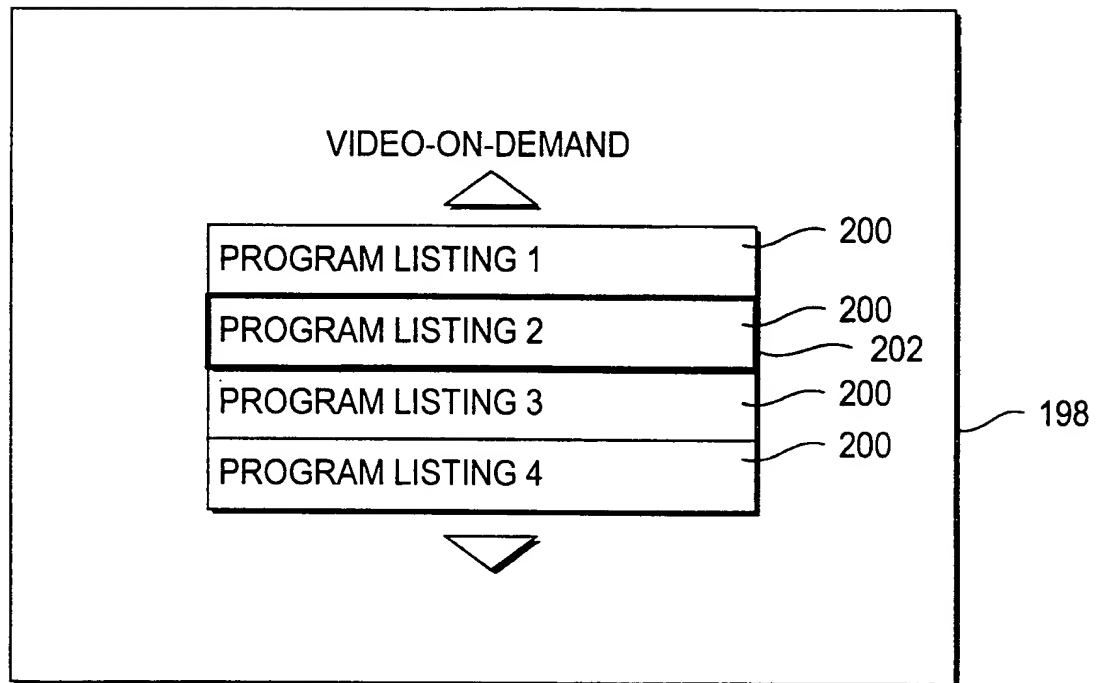 VIDEO-ON-DEMAND
PROGRAM LISTING 1
200
PROGRAM LISTING 2
200
202
PROGRAM LISTING 3
200
198
PROGRAM LISTING 4
200